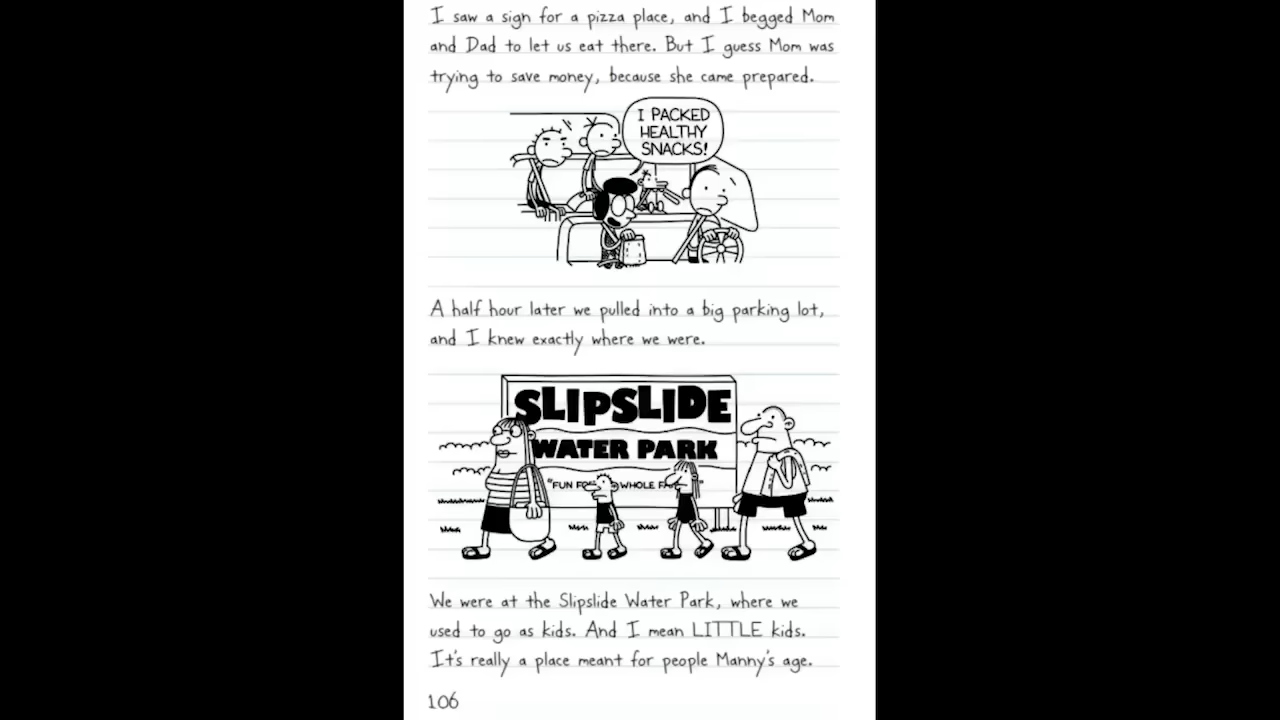 I saw a sign for a pizza place, and I begged Mom
and Dad to let us eat there. But I guess Mom was
trying to save money, because she came prepared.
I PACKED
HEALTHY
SNACKS!
A half hour later we pulled into a big parking lot,
and I knew exactly where we were.
SLIPSLIDE
WATER PARK
"FUN WHOLE
We were at the Slipslide Water Park, where we
used to go as kids. And I mean LITTLE kids.
It's really a place meant for people Manny's age.
106